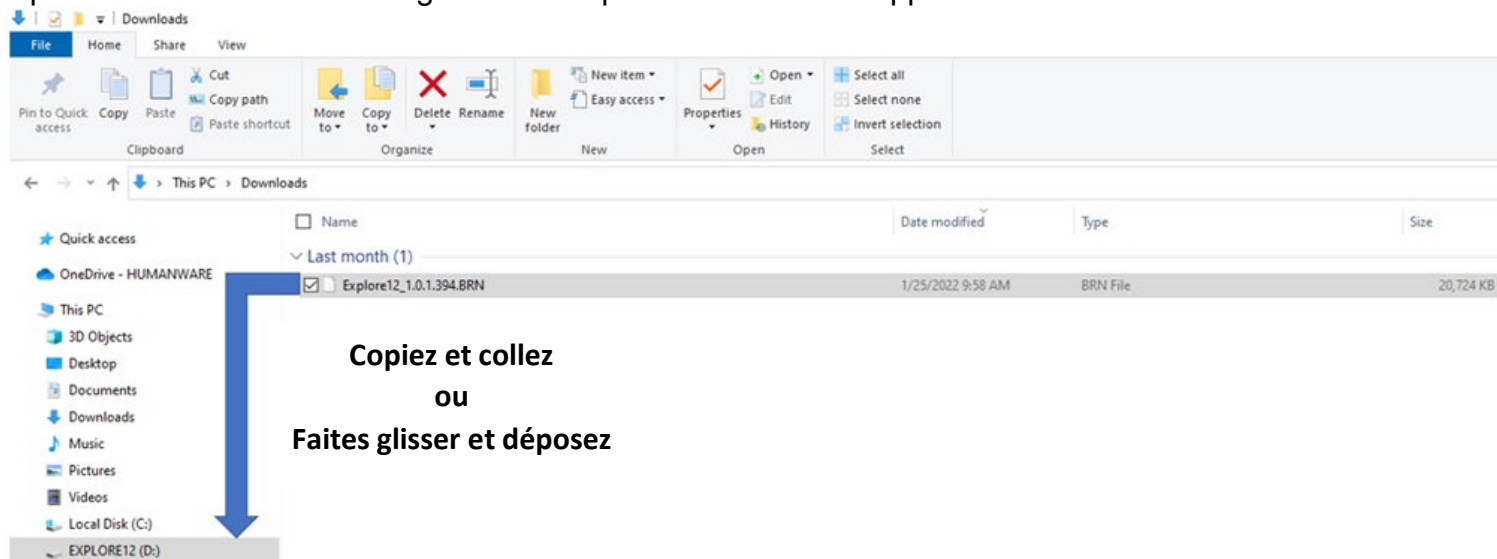 Downloads
File Home Share View
Pin to Quick access
Copy
Paste
Cut
Copy path
Paste shortcut
Move to
Copy to
Delete
Rename
New folder
New item
Easy access
Properties
Open
Edit
History
Select all
Select none
Invert selection
Clipboard Organize New Open Select
This PC > Downloads
Name Date modified Type Size
Last month (1)
Explore12_1.0.1.394.BRN 1/25/2022 9:58 AM BRN File 20,724 KB
Quick access
OneDrive - HUMANWARE
This PC
3D Objects
Desktop
Documents
Downloads
Music
Pictures
Videos
Local Disk (C:)
EXPLORE12 (D:)
Copiez et collez
ou
Faites glisser et déposez